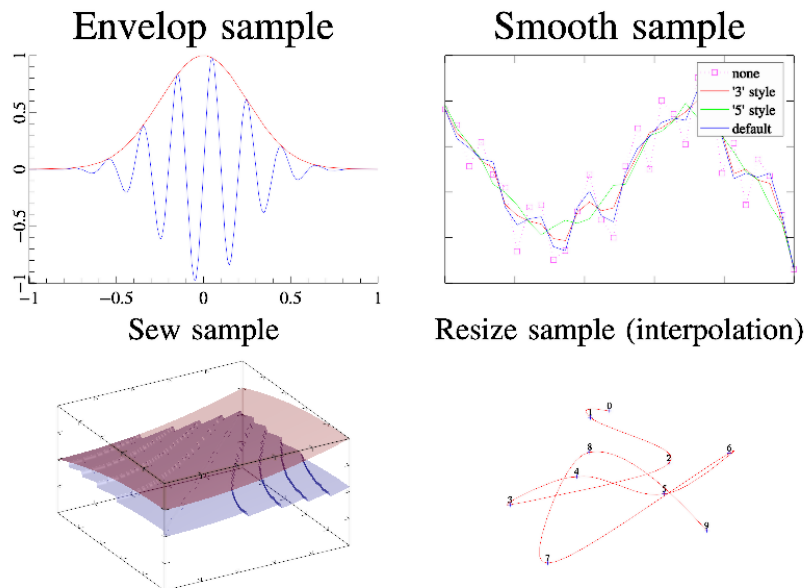 Envelop sample
Smooth sample
1
0.5
0
−0.5
−1
−1
−0.5
0
0.5
1
none
'3' style
'5' style
default
Sew sample
Resize sample (interpolation)
0
1
2
3
4
5
6
7
8
9